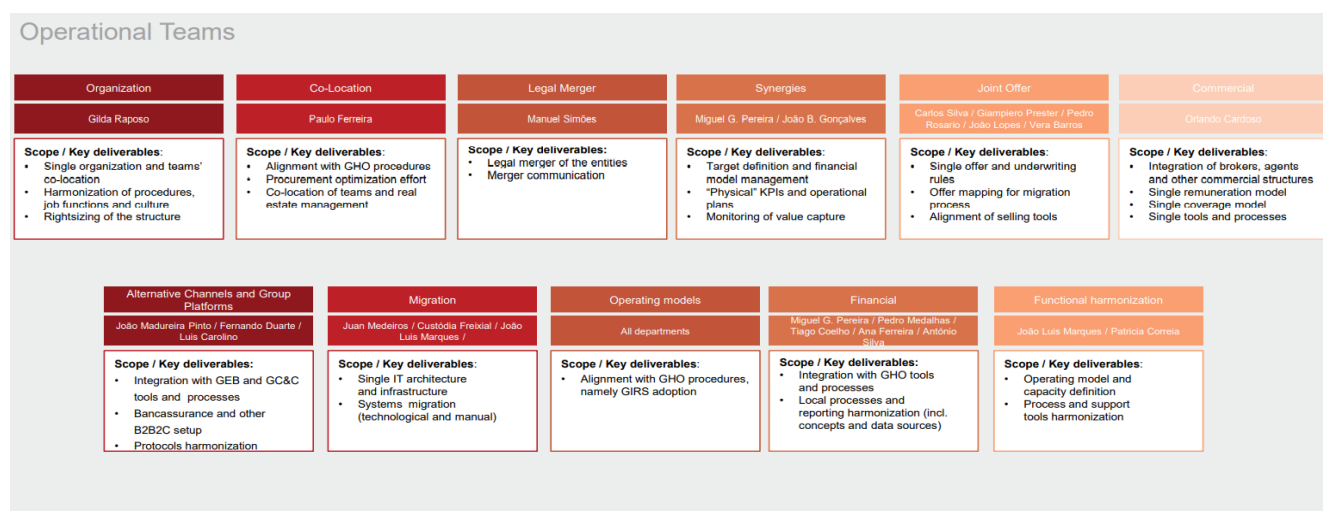 Operational Teams
Organization
Gilda Raposo
Scope / Key deliverables:
• Single organization and teams'
co-location
• Harmonization of procedures,
job functions and culture
• Rightsizing of the structure
Co-Location
Paulo Ferreira
Scope / Key deliverables:
• Alignment with GHO procedures
• Procurement optimization effort
• Co-location of teams and real
estate management
Legal Merger
Manuel Simões
Scope / Key deliverables:
• Legal merger of the entities
• Merger communication
Synergies
Miguel G. Pereira / João B. Gonçalves
Scope / Key deliverables:
• Target definition and financial
model management
• “Physical” KPIs and operational
plans
• Monitoring of value capture
Joint Offer
Carlos Silva / Giampiero Prester / Pedro
Rosario / João Lopes / Vera Barros
Scope / Key deliverables:
• Single offer and underwriting
rules
• Offer mapping for migration
process
• Alignment of selling tools
Commercial
Orlando Cardoso
Scope / Key deliverables:
• Integration of brokers, agents
and other commercial structures
• Single remuneration model
• Single coverage model
• Single tools and processes
Alternative Channels and Group
Platforms
João Madureira Pinto / Fernando Duarte /
Luis Carolino
Scope / Key deliverables:
• Integration with GEB and GC&C
tools and processes
• Bancassurance and other
B2B2C setup
• Protocols harmonization
Migration
Juan Medeiros / Custódia Freixial / João
Luis Marques /
Scope / Key deliverables:
• Single IT architecture
and infrastructure
• Systems migration
(technological and manual)
Operating models
All departments
Scope / Key deliverables:
• Alignment with GHO procedures,
namely GIRS adoption
Financial
Miguel G. Pereira / Pedro Medalhas /
Tiago Coelho / Ana Ferreira / António
Silva
Scope / Key deliverables:
• Integration with GHO tools
and processes
• Local processes and
reporting harmonization (incl.
concepts and data sources)
Functional harmonization
João Luis Marques / Patricia Correia
Scope / Key deliverables:
• Operating model and
capacity definition
• Process and support
tools harmonization